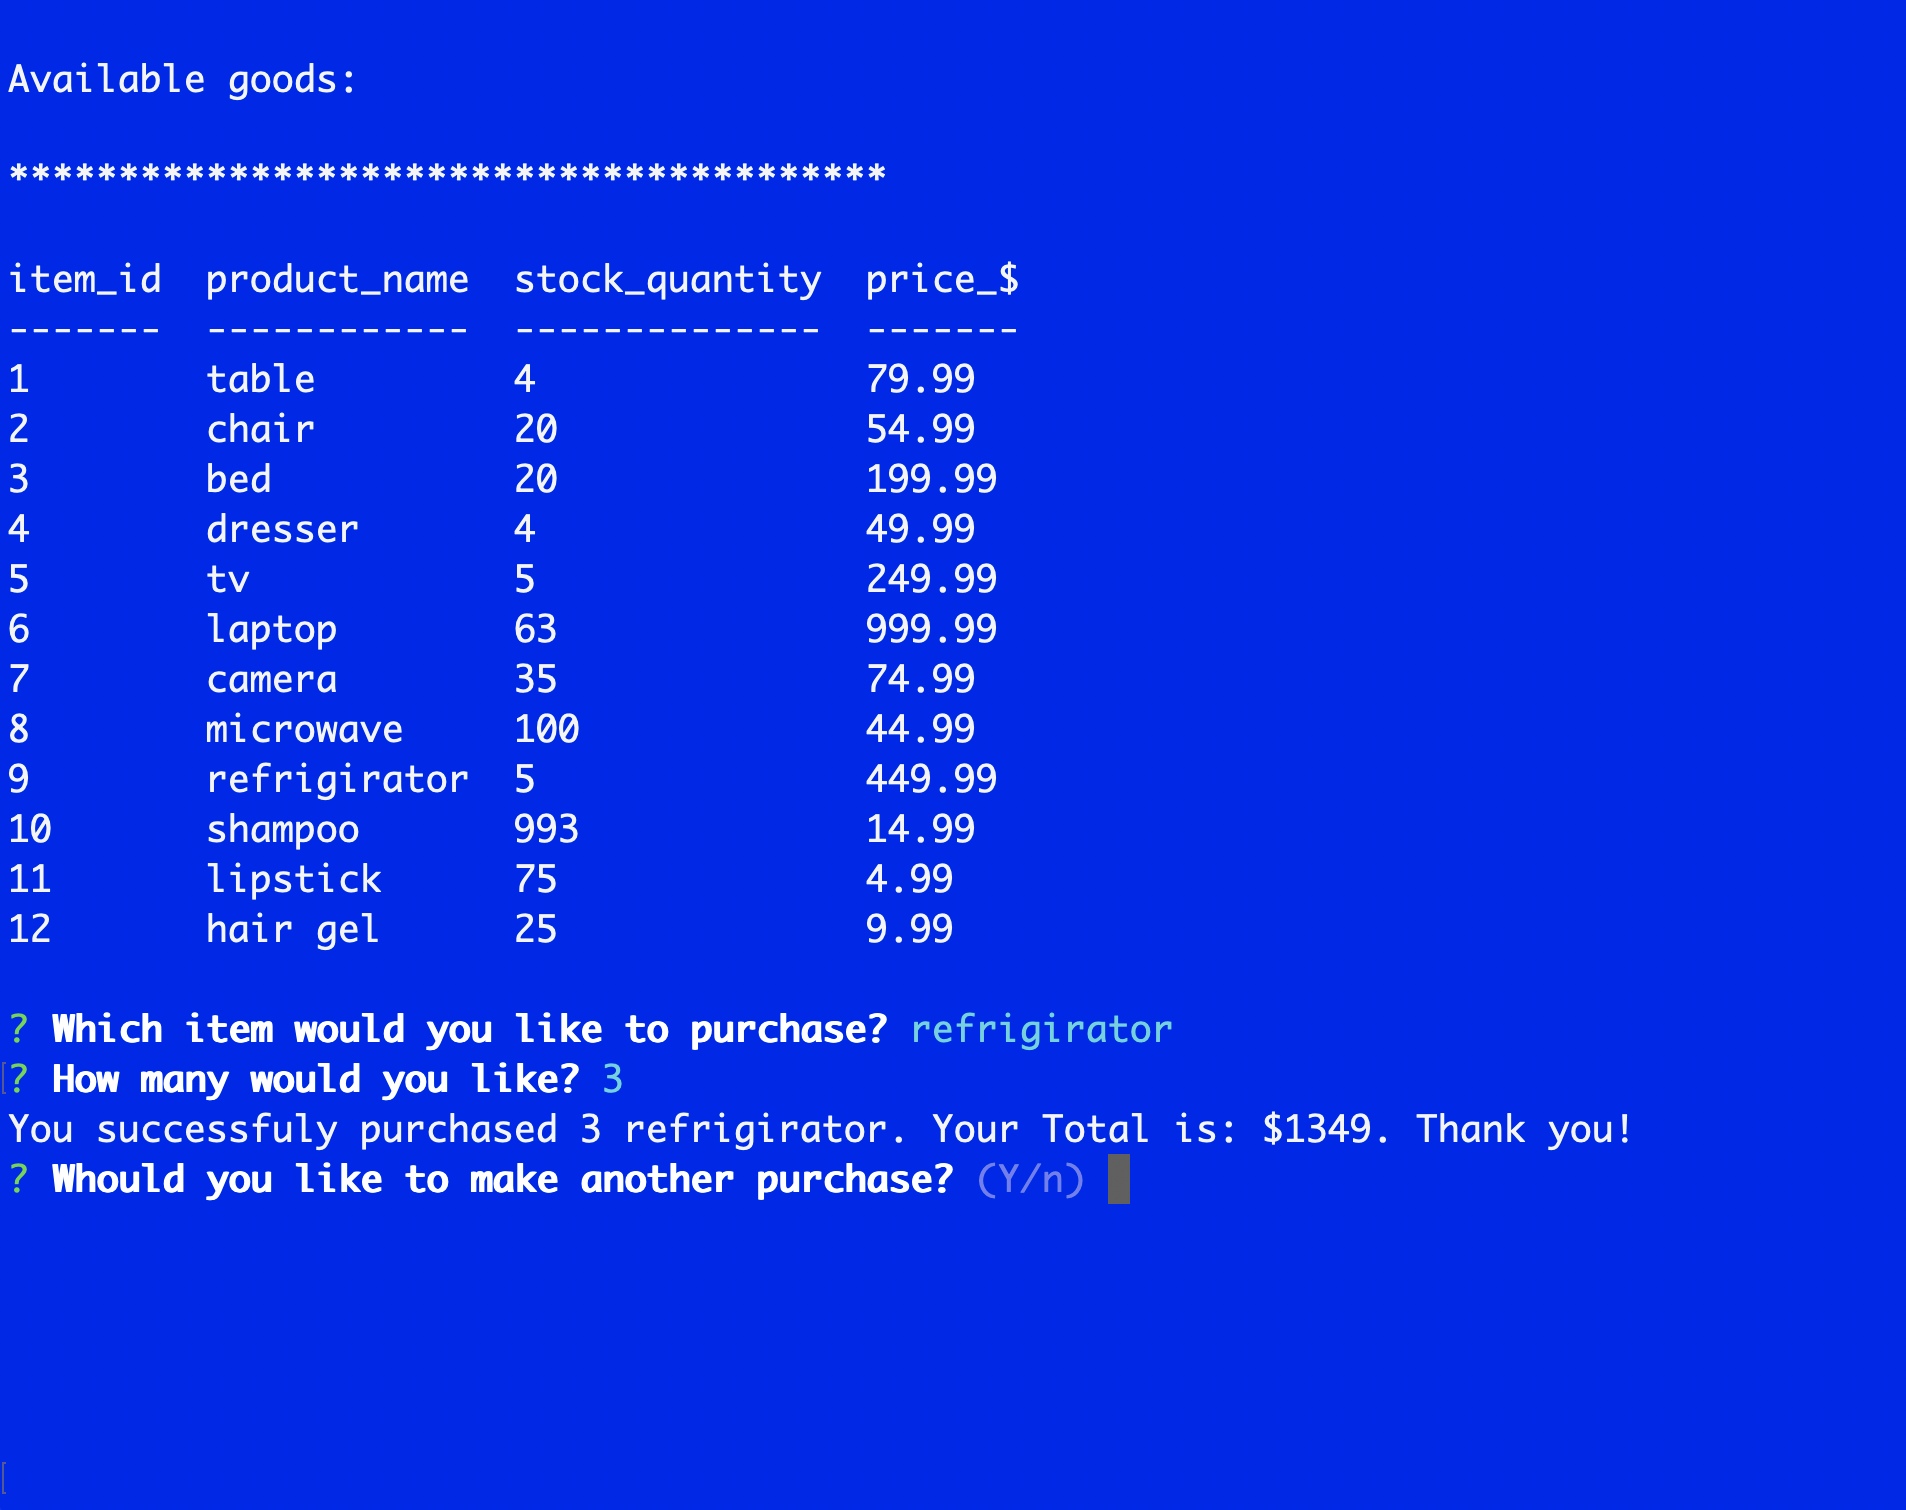 Available goods:
****************************************
item_id  product_name  stock_quantity  price_$
-------  ------------  --------------  -------
1        table         4               79.99
2        chair         20              54.99
3        bed           20              199.99
4        dresser       4               49.99
5        tv            5               249.99
6        laptop        63              999.99
7        camera        35              74.99
8        microwave     100             44.99
9        refrigirator  5               449.99
10       shampoo       993             14.99
11       lipstick      75              4.99
12       hair gel      25              9.99
? Which item would you like to purchase? refrigirator
? How many would you like? 3
You successfuly purchased 3 refrigirator. Your Total is: $1349. Thank you!
? Whould you like to make another purchase? (Y/n)